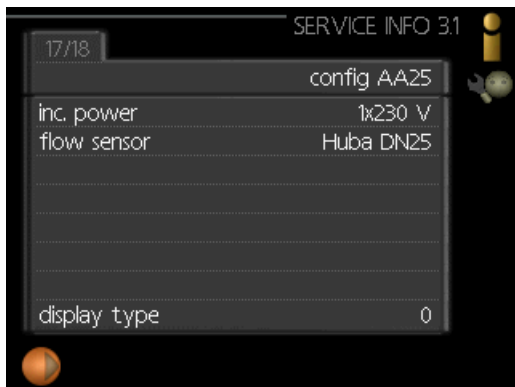 SERVICE INFO 3.1
17/18
config AA25
inc. power 1x230 V
flow sensor Huba DN25
display type 0